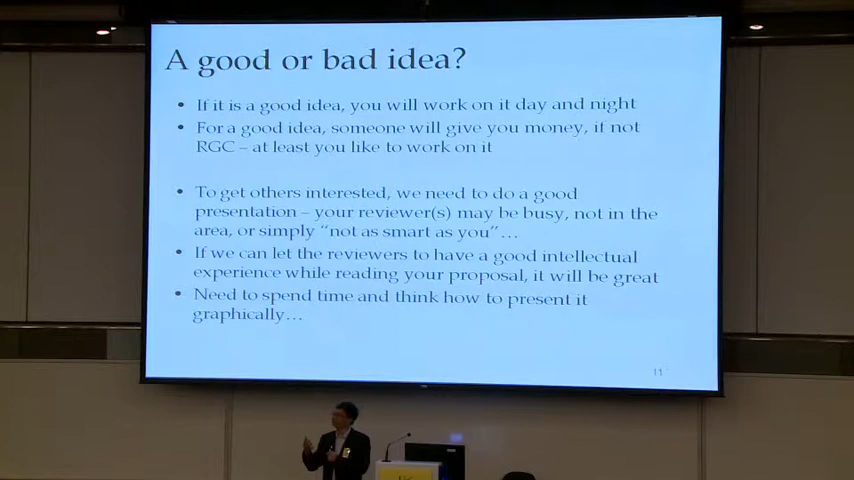 A good or bad idea?
• If it is a good idea, you will work on it day and night
• For a good idea, someone will give you money, if not
RGC – at least you like to work on it
• To get others interested, we need to do a good
presentation – your reviewer(s) may be busy, not in the
area, or simply “not as smart as you”…
• If we can let the reviewers to have a good intellectual
experience while reading your proposal, it will be great
• Need to spend time and think how to present it
graphically…
11